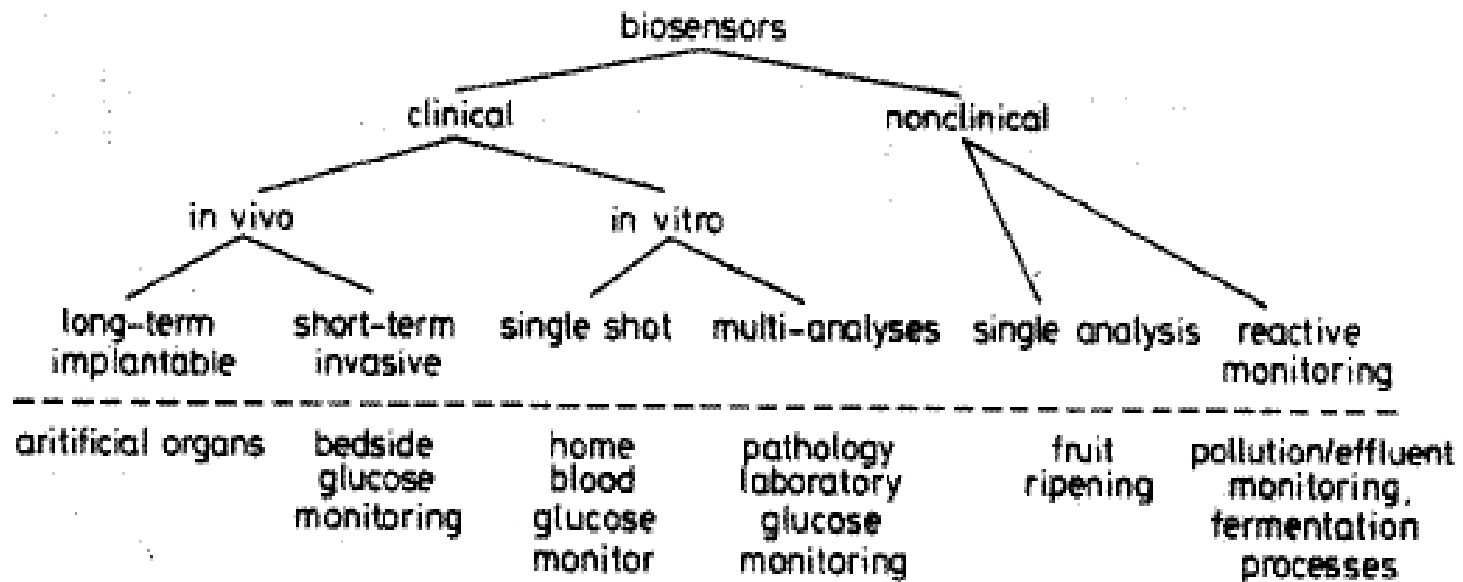 biosensors
clinical
nonclinical
in vivo
in vitro
long-term
implantable
short-term
invasive
single shot
multi-analyses
single analysis
reactive
monitoring
aritificial organs
bedside
glucose
monitoring
home
blood
glucose
monitor
pathology
laboratory
glucose
monitoring
fruit
ripening
pollution/effluent
monitoring,
fermentation
processes